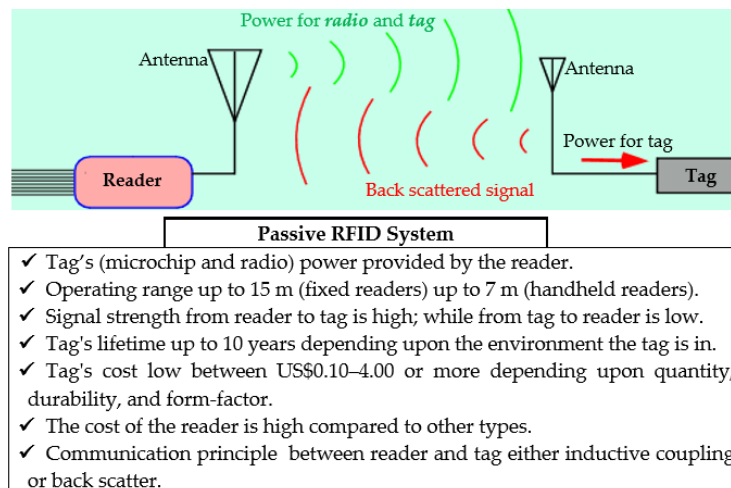 Power for radio and tag
Antenna
Antenna
Power for tag
Reader
Tag
Back scattered signal
Passive RFID System
✓ Tag's (microchip and radio) power provided by the reader.
✓ Operating range up to 15 m (fixed readers) up to 7 m (handheld readers).
✓ Signal strength from reader to tag is high; while from tag to reader is low.
✓ Tag's lifetime up to 10 years depending upon the environment the tag is in.
✓ Tag's cost low between US$0.10–4.00 or more depending upon quantity,
durability, and form-factor.
✓ The cost of the reader is high compared to other types.
✓ Communication principle between reader and tag either inductive coupling
or back scatter.